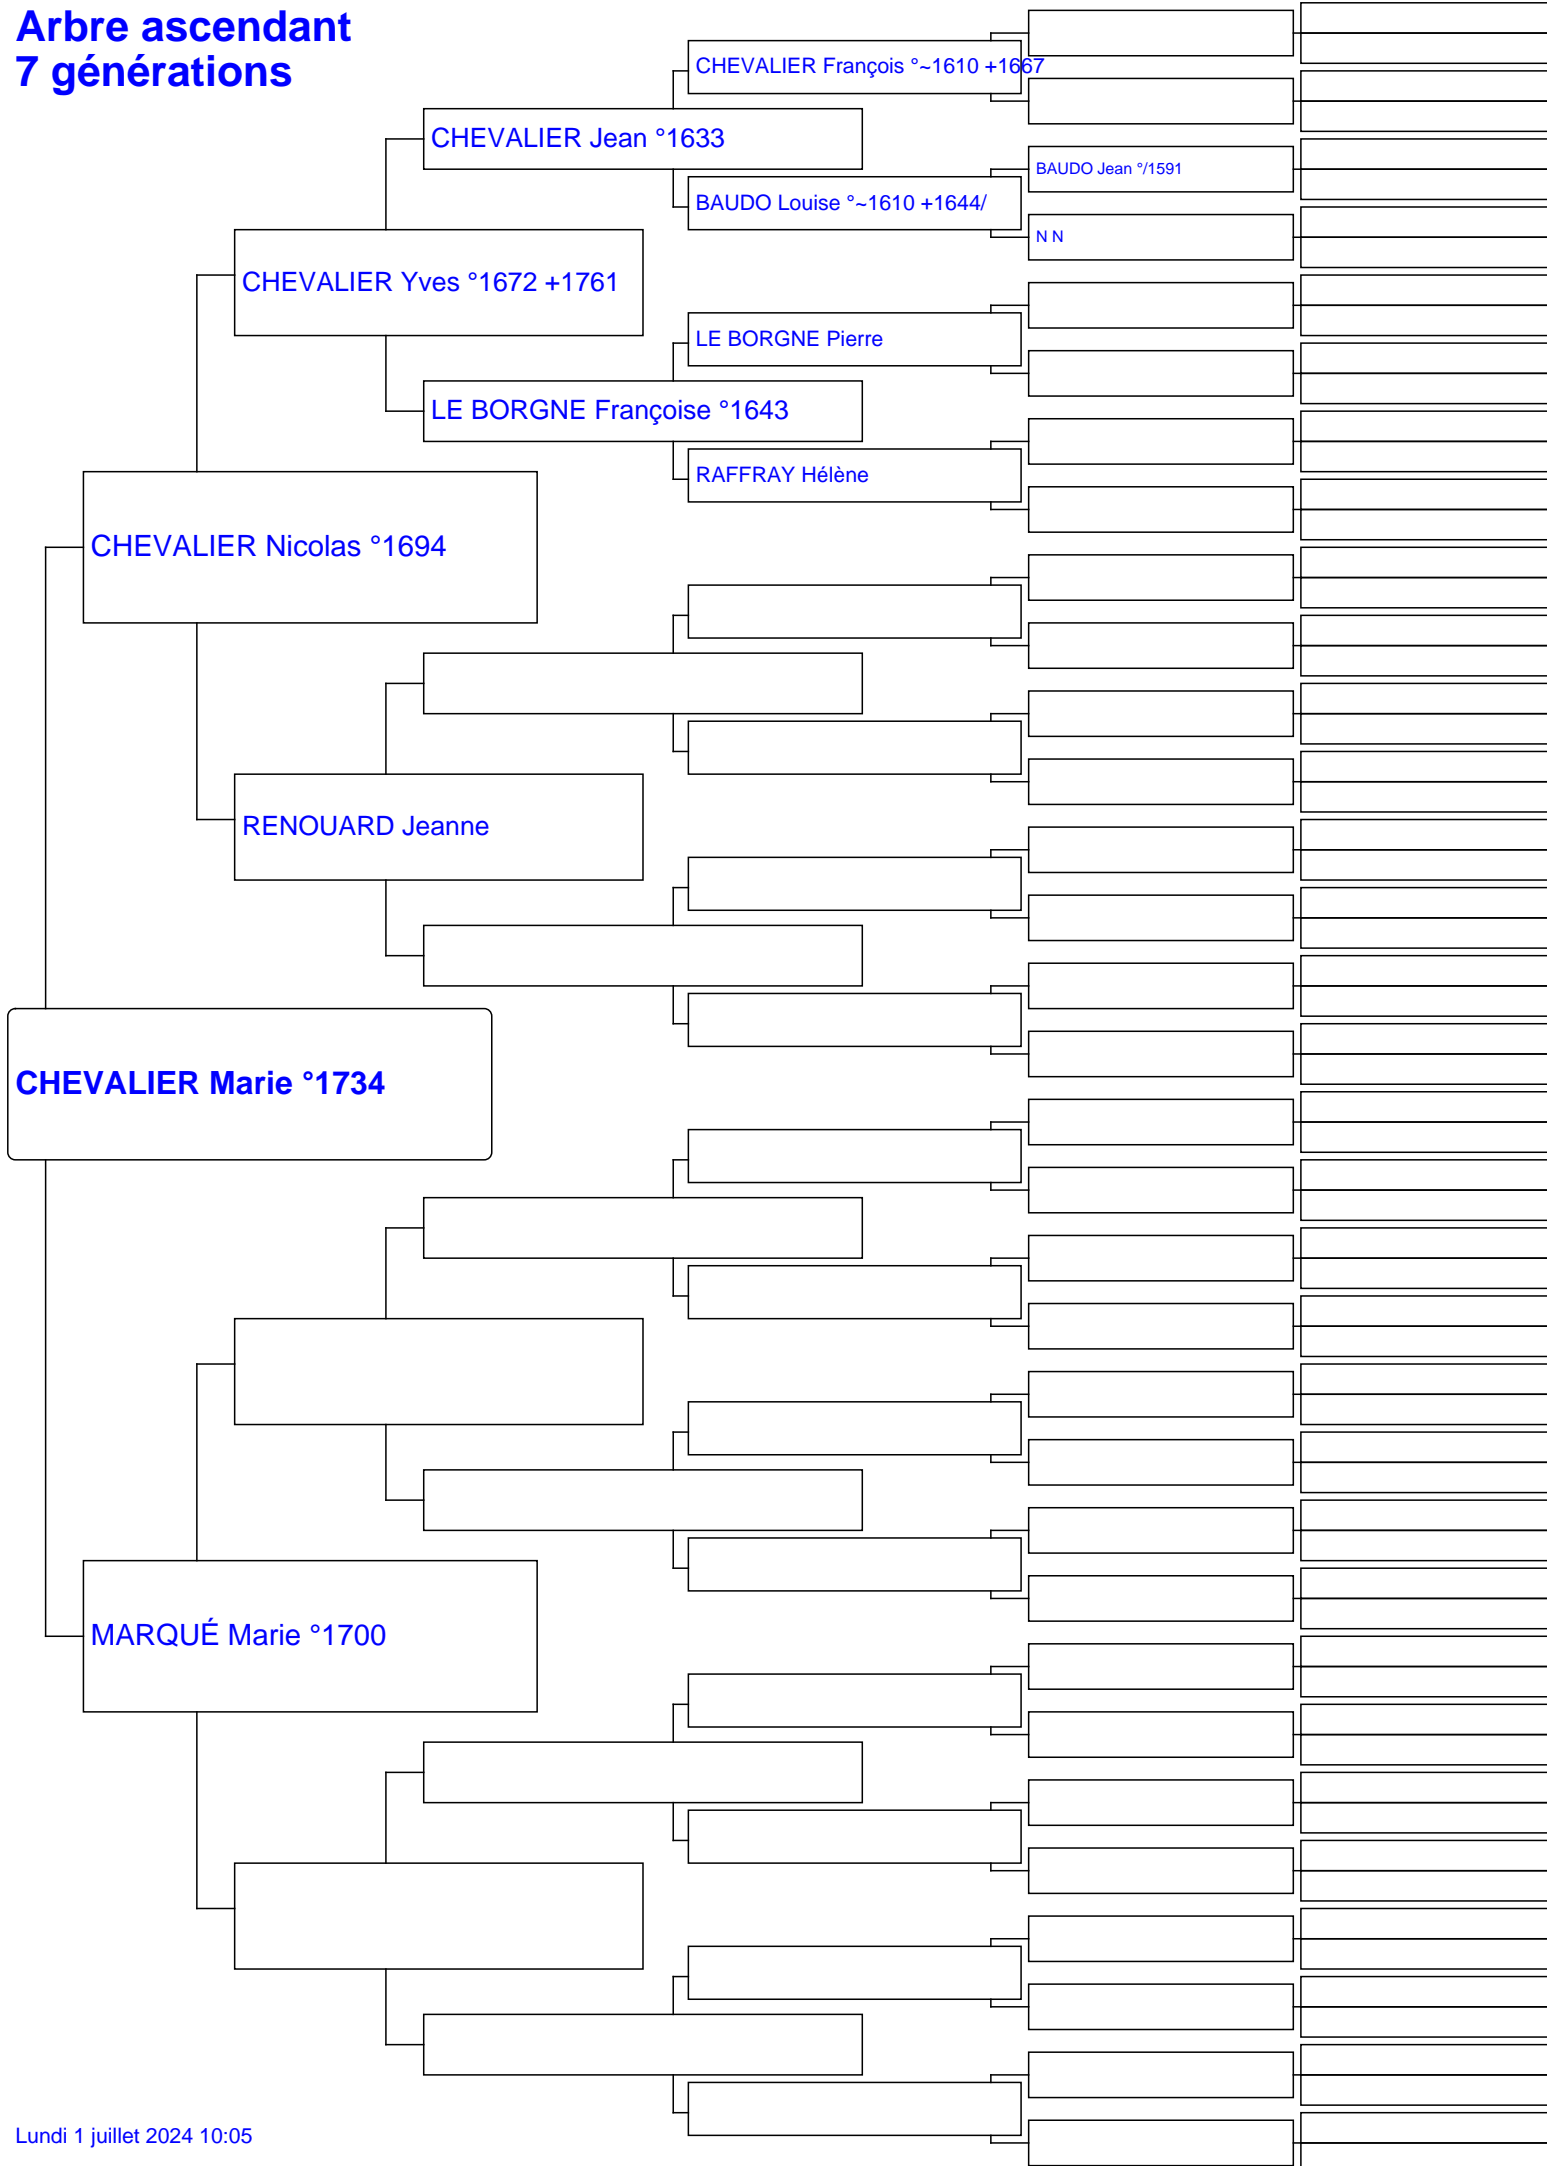 Arbre ascendant
7 générations
CHEVALIER François °~1610 +1667
CHEVALIER Jean °1633
BAUDO Jean °/1591
BAUDO Louise °~1610 +1644/
N N
CHEVALIER Yves °1672 +1761
LE BORGNE Pierre
LE BORGNE Françoise °1643
RAFFRAY Hélène
CHEVALIER Nicolas °1694
RENOUARD Jeanne
CHEVALIER Marie °1734
MARQUÉ Marie °1700
Lundi 1 juillet 2024 10:05